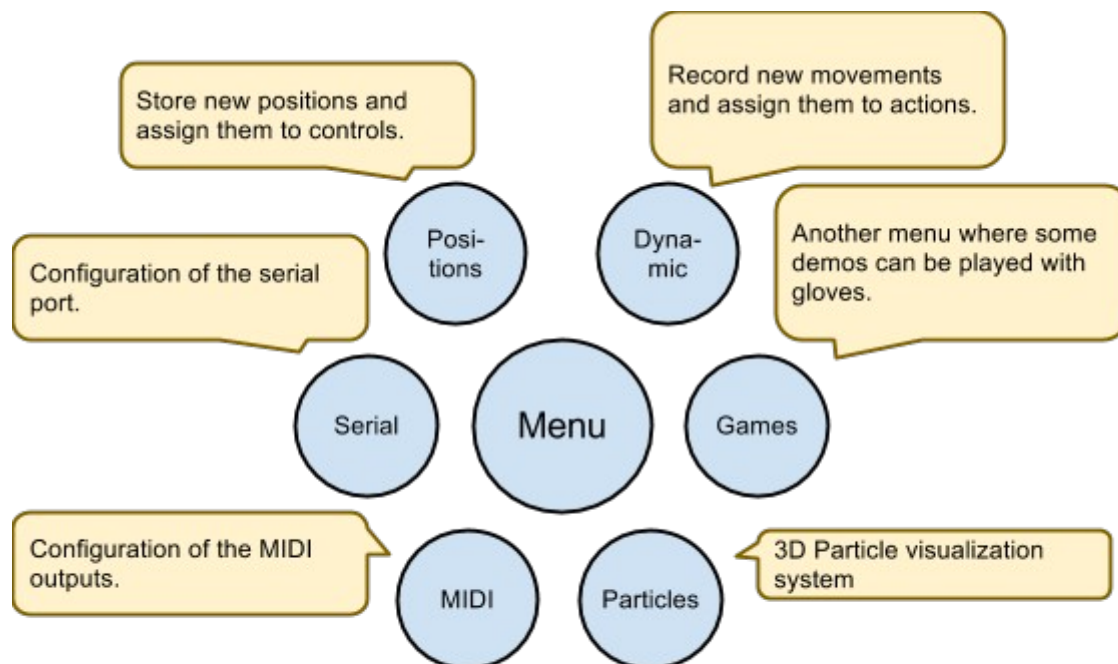 Store new positions and
assign them to controls.
Record new movements
and assign them to actions.
Posi-
tions
Dyna-
mic
Configuration of the serial
port.
Another menu where some
demos can be played with
gloves.
Serial
Menu
Games
Configuration of the MIDI
outputs.
MIDI
Particles
3D Particle visualization
system